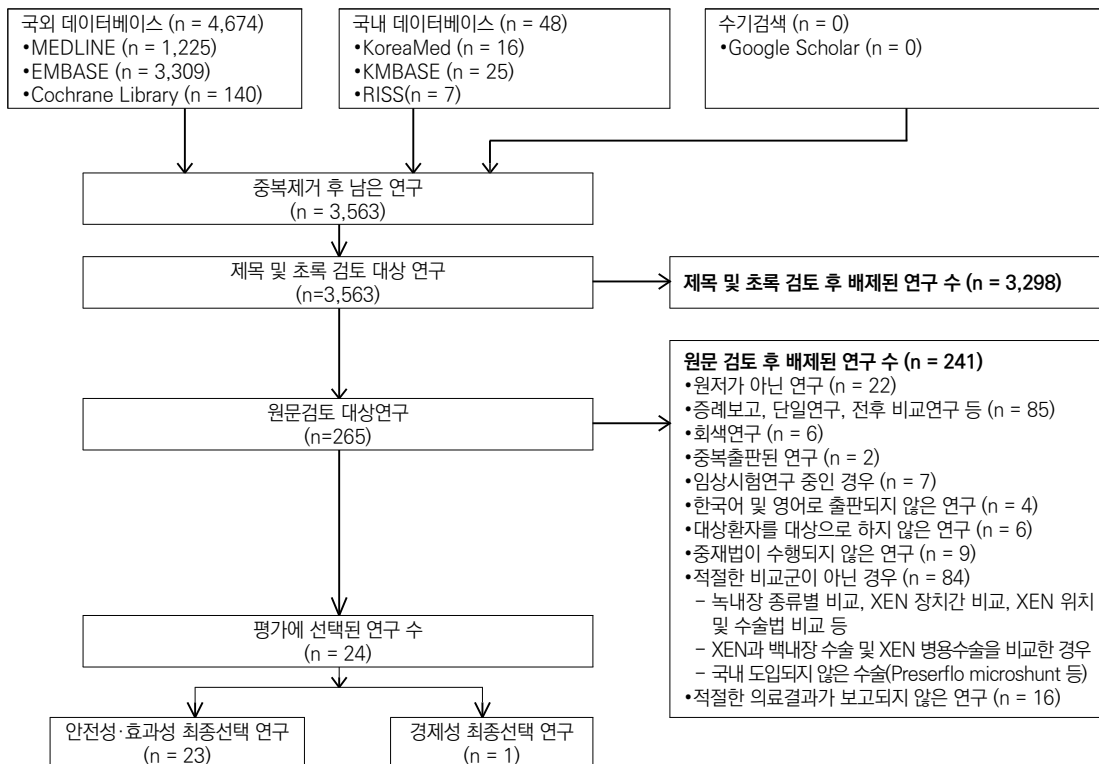 국외 데이터베이스 (n = 4,674)
•MEDLINE (n = 1,225)
•EMBASE (n = 3,309)
•Cochrane Library (n = 140)
국내 데이터베이스 (n = 48)
•KoreaMed (n = 16)
•KMBASE (n = 25)
•RISS(n = 7)
수기검색 (n = 0)
•Google Scholar (n = 0)
중복제거 후 남은 연구
(n = 3,563)
제목 및 초록 검토 대상 연구
(n=3,563)
제목 및 초록 검토 후 배제된 연구 수 (n = 3,298)
원문검토 대상연구
(n=265)
원문 검토 후 배제된 연구 수 (n = 241)
•원저가 아닌 연구 (n = 22)
•증례보고, 단일연구, 전후 비교연구 등 (n = 85)
•회색연구 (n = 6)
•중복출판된 연구 (n = 2)
•임상시험연구 중인 경우 (n = 7)
•한국어 및 영어로 출판되지 않은 연구 (n = 4)
•대상환자를 대상으로 하지 않은 연구 (n = 6)
•중재법이 수행되지 않은 연구 (n = 9)
•적절한 비교군이 아닌 경우 (n = 84)
– 녹내장 종류별 비교, XEN 장치간 비교, XEN 위치
및 수술법 비교 등
– XEN과 백내장 수술 및 XEN 병용수술을 비교한 경우
– 국내 도입되지 않은 수술(Preserflo microshunt 등)
•적절한 의료결과가 보고되지 않은 연구 (n = 16)
평가에 선택된 연구 수
(n = 24)
안전성·효과성 최종선택 연구
(n = 23)
경제성 최종선택 연구
(n = 1)